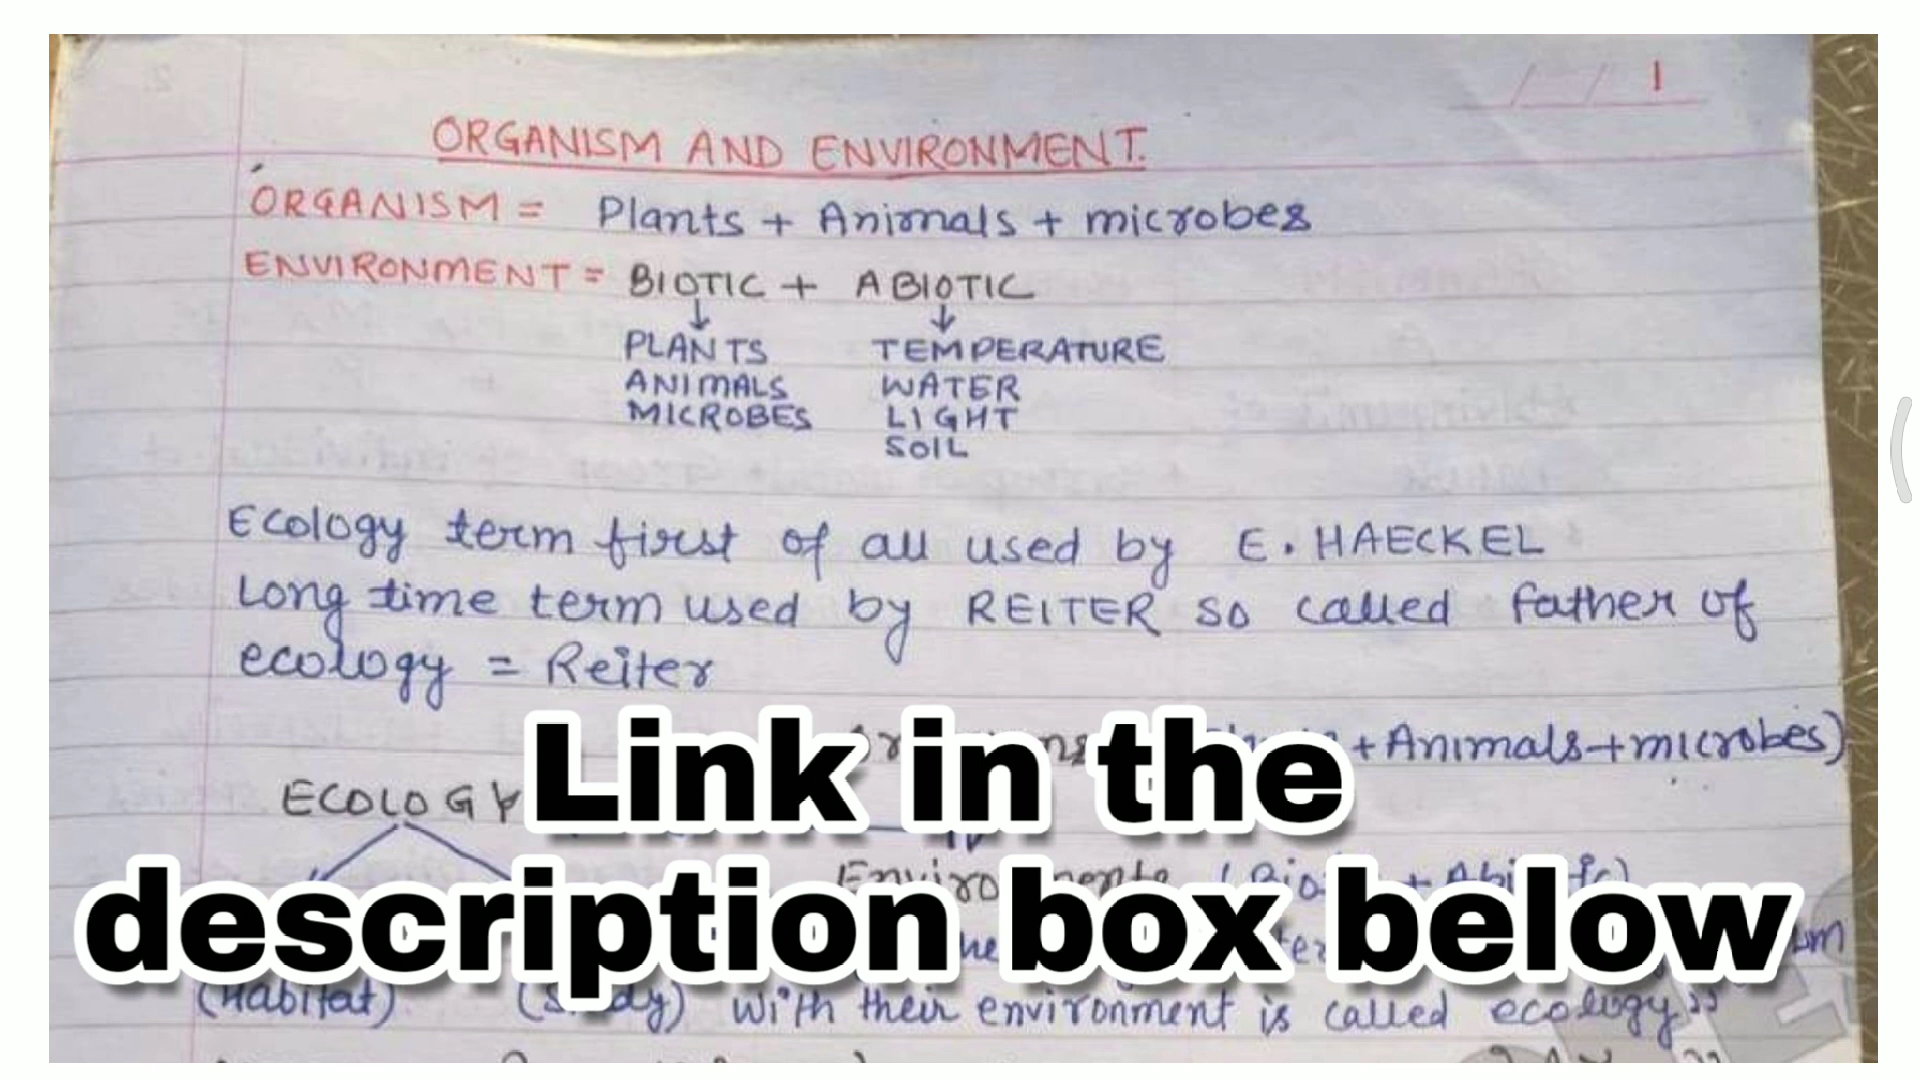 1
ORGANISM AND ENVIRONMENT.
ORGANISM = Plants + Animals + microbes
ENVIRONMENT = BIOTIC + ABIOTIC
PLANTS TEMPERATURE
ANIMALS WATER
MICROBES LIGHT
SOIL
Ecology term first of all used by E. HAECKEL
Long time term used by REITER so called father of
ecology = Reiter
+ Animals + microbes)
ECOLOGY
Link in the
description box below
(Habitat) (Study) with their environment is called ecology"